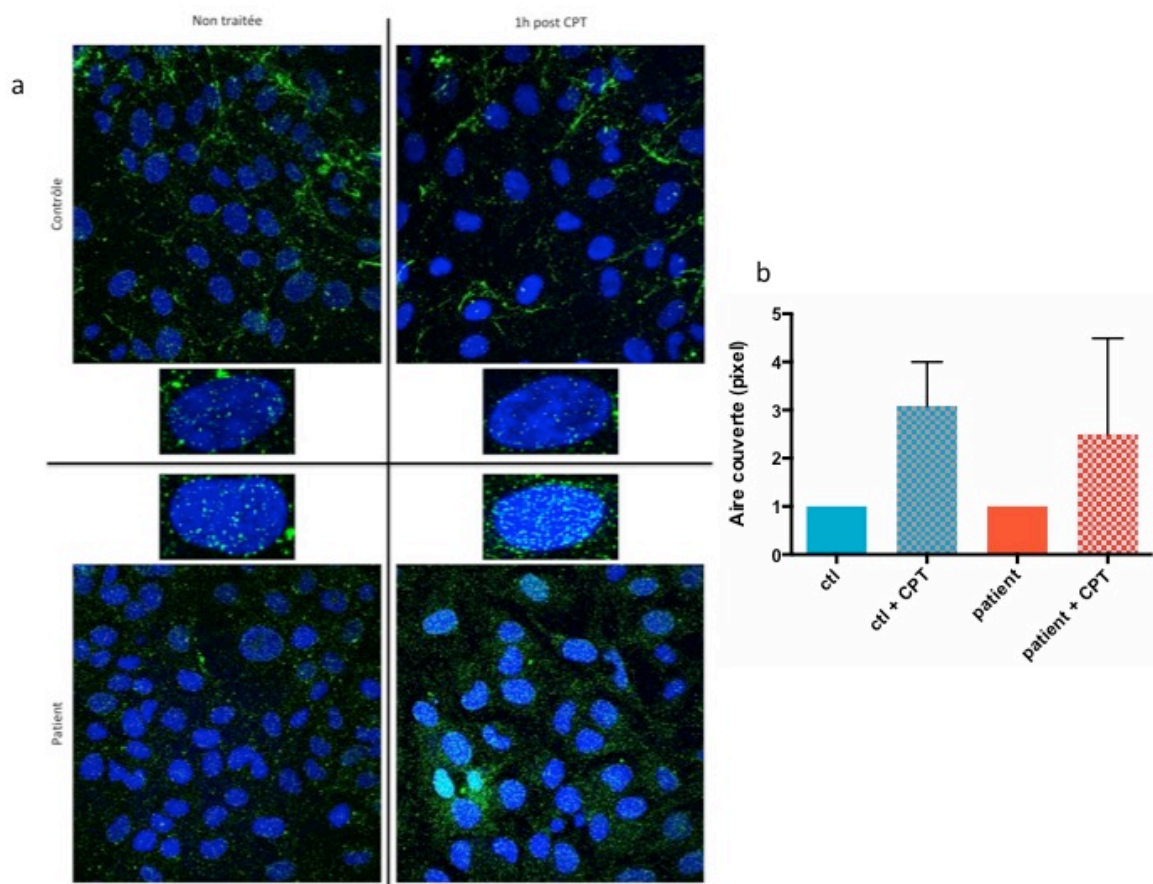 Non traitée
1h post CPT
a
Contrôle
Patient
b
Aire couverte (pixel)
5
4
3
2
1
0
ctl
ctl + CPT
patient
patient + CPT